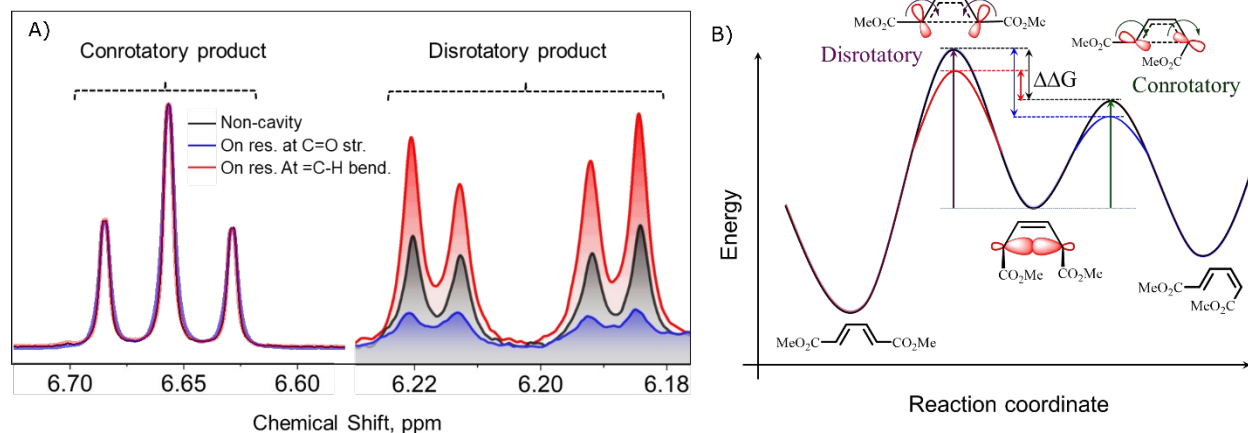 A)
Conrotatory product
Disrotatory product
Non-cavity
On res. at C=O str.
On res. At =C-H bend.
6.70
6.65
6.60
6.22
6.20
6.18
Chemical Shift, ppm
B)
MeO₂C
CO₂Me
MeO₂C
MeO₂C
Disrotatory
ΔΔG
Conrotatory
Energy
CO₂Me
CO₂Me
MeO₂C
MeO₂C
MeO₂C
CO₂Me
Reaction coordinate